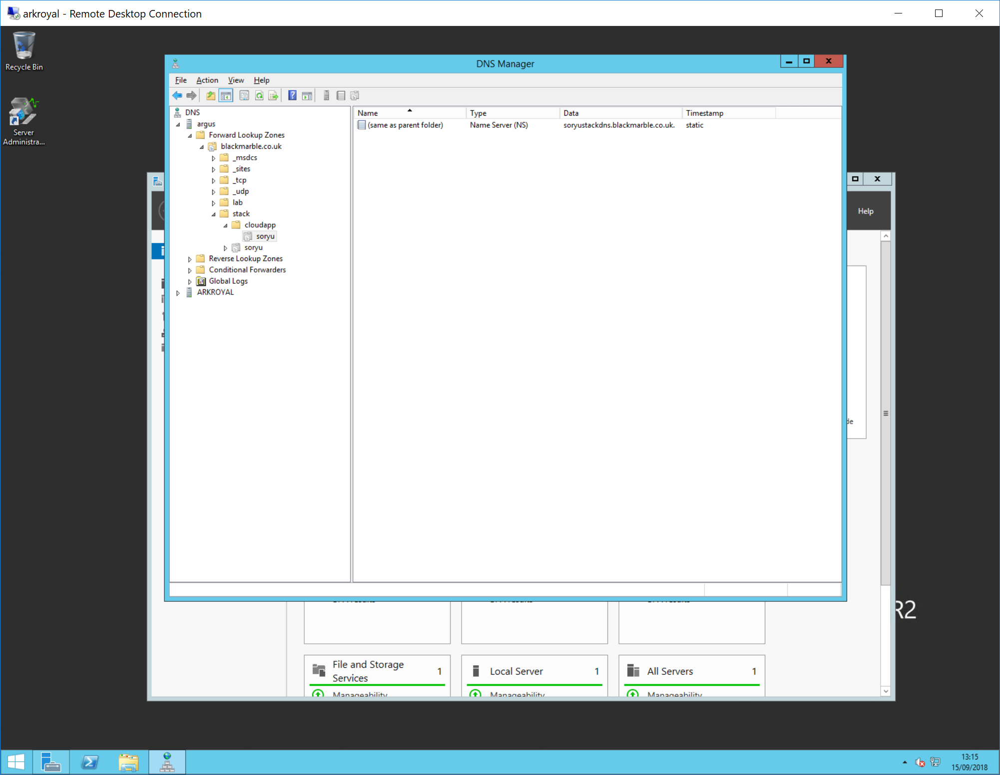 arkroyal - Remote Desktop Connection
Recycle Bin
Server
Administra...
DNS Manager
File Action View Help
DNS
argus
Forward Lookup Zones
blackmarble.co.uk
_msdcs
_sites
_tcp
_udp
lab
stack
cloudapp
soryu
soryu
Reverse Lookup Zones
Conditional Forwarders
Global Logs
ARKROYAL
Name Type Data Timestamp
(same as parent folder) Name Server (NS) soryustackdns.blackmarble.co.uk. static
Help
de
R2
File and Storage
Services 1
Manageability
Local Server 1
Manageability
All Servers 1
Manageability
13:15
15/09/2018